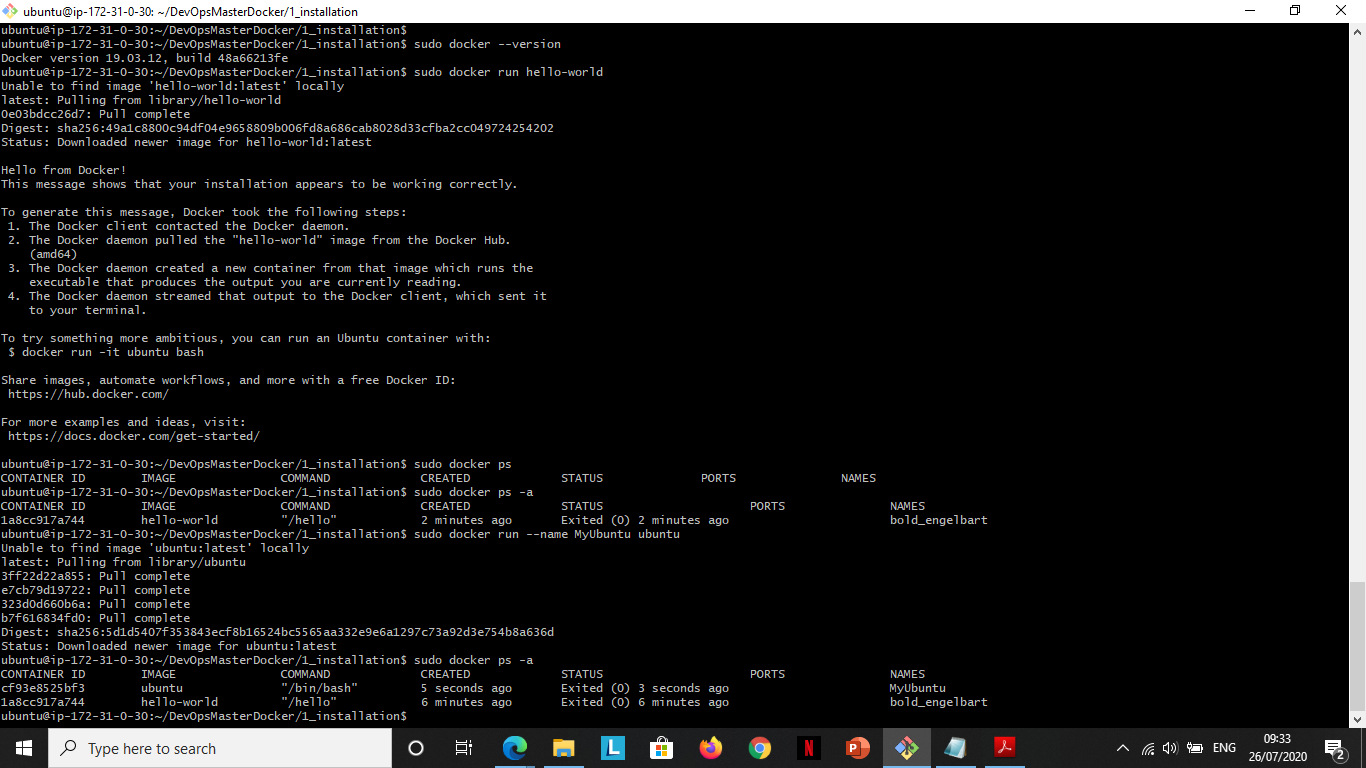 ubuntu@ip-172-31-0-30: ~/DevOpsMasterDocker/1_installation
ubuntu@ip-172-31-0-30:~/DevOpsMasterDocker/1_installation$
ubuntu@ip-172-31-0-30:~/DevOpsMasterDocker/1_installation$ sudo docker --version
Docker version 19.03.12, build 48a66213fe
ubuntu@ip-172-31-0-30:~/DevOpsMasterDocker/1_installation$ sudo docker run hello-world
Unable to find image 'hello-world:latest' locally
latest: Pulling from library/hello-world
0e03bdcc26d7: Pull complete
Digest: sha256:49a1c8800c94df04e9658809b006fd8a686cab8028d33cfba2cc049724254202
Status: Downloaded newer image for hello-world:latest

Hello from Docker!
This message shows that your installation appears to be working correctly.

To generate this message, Docker took the following steps:
 1. The Docker client contacted the Docker daemon.
 2. The Docker daemon pulled the "hello-world" image from the Docker Hub.
    (amd64)
 3. The Docker daemon created a new container from that image which runs the
    executable that produces the output you are currently reading.
 4. The Docker daemon streamed that output to the Docker client, which sent it
    to your terminal.

To try something more ambitious, you can run an Ubuntu container with:
 $ docker run -it ubuntu bash

Share images, automate workflows, and more with a free Docker ID:
 https://hub.docker.com/

For more examples and ideas, visit:
 https://docs.docker.com/get-started/

ubuntu@ip-172-31-0-30:~/DevOpsMasterDocker/1_installation$ sudo docker ps
CONTAINER ID        IMAGE               COMMAND             CREATED             STATUS              PORTS               NAMES
ubuntu@ip-172-31-0-30:~/DevOpsMasterDocker/1_installation$ sudo docker ps -a
CONTAINER ID        IMAGE               COMMAND             CREATED             STATUS                     PORTS               NAMES
1a8cc917a744        hello-world         "/hello"            2 minutes ago       Exited (0) 2 minutes ago                       bold_engelbart
ubuntu@ip-172-31-0-30:~/DevOpsMasterDocker/1_installation$ sudo docker run --name MyUbuntu ubuntu
Unable to find image 'ubuntu:latest' locally
latest: Pulling from library/ubuntu
3ff22d22a855: Pull complete
e7cb79d19722: Pull complete
323d0d660b6a: Pull complete
b7f616834fd0: Pull complete
Digest: sha256:5d1d5407f353843ecf8b16524bc5565aa332e9e6a1297c73a92d3e754b8a636d
Status: Downloaded newer image for ubuntu:latest
ubuntu@ip-172-31-0-30:~/DevOpsMasterDocker/1_installation$ sudo docker ps -a
CONTAINER ID        IMAGE               COMMAND             CREATED             STATUS                     PORTS               NAMES
cf93e8525bf3        ubuntu              "/bin/bash"         5 seconds ago       Exited (0) 3 seconds ago                       MyUbuntu
1a8cc917a744        hello-world         "/hello"            6 minutes ago       Exited (0) 6 minutes ago                       bold_engelbart
ubuntu@ip-172-31-0-30:~/DevOpsMasterDocker/1_installation$
Type here to search
L
N
P
ENG
09:33
26/07/2020
2